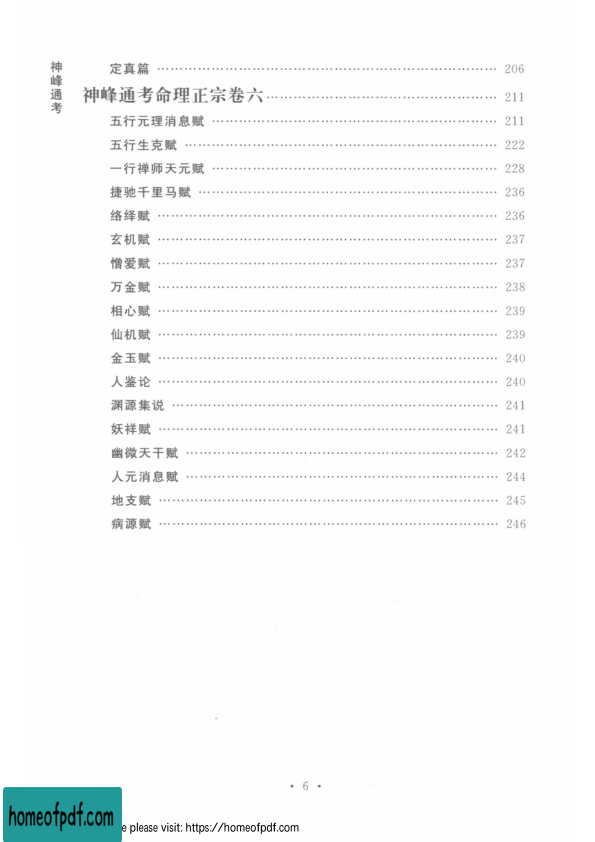 神峰通考
定真篇 …………………………………………… 206
神峰通考命理正宗卷六 …………………………………………… 211
五行元理消息赋 …………………………………………… 211
五行生克赋 …………………………………………… 222
一行禅师天元赋 …………………………………………… 228
捷驰千里马赋 …………………………………………… 236
络绎赋 …………………………………………… 236
玄机赋 …………………………………………… 237
憎爱赋 …………………………………………… 237
万金赋 …………………………………………… 238
相心赋 …………………………………………… 239
仙机赋 …………………………………………… 239
金玉赋 …………………………………………… 240
人鉴论 …………………………………………… 240
渊源集说 …………………………………………… 241
妖祥赋 …………………………………………… 241
幽微天干赋 …………………………………………… 242
人元消息赋 …………………………………………… 244
地支赋 …………………………………………… 245
病源赋 …………………………………………… 246
· 6 ·
homeofpdf.com
e please visit: https://homeofpdf.com